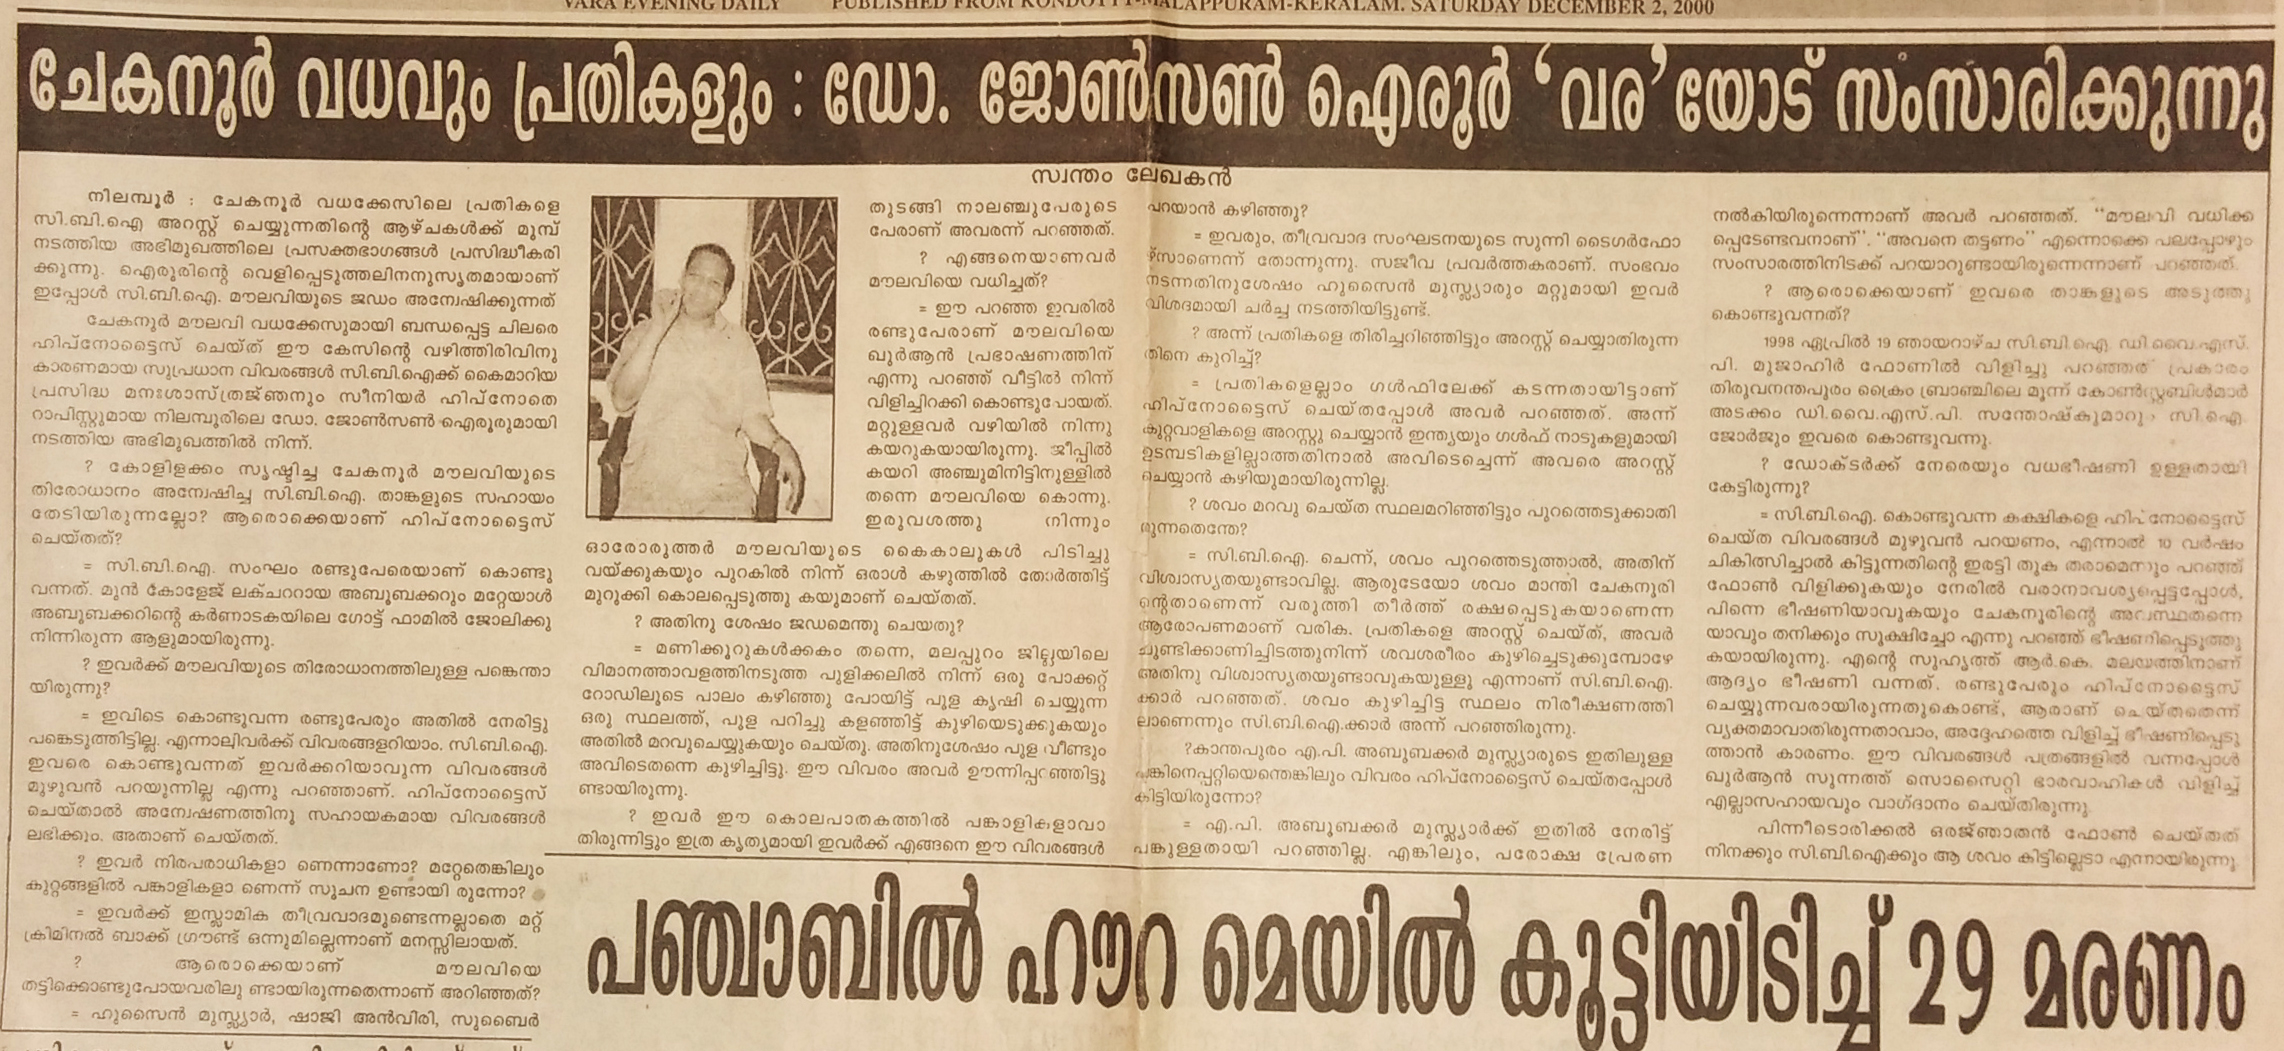 VARA EVENING DAILY PUBLISHED FROM KONDOTTY-MALAPPURAM-KERALAM. SATURDAY DECEMBER 2, 2000
ചേകനൂർ വധവും പ്രതികളും : ഡോ. ജോൺസൺ ഐരൂർ ‘വര’യോട് സംസാരിക്കുന്നു
സ്വന്തം ലേഖകൻ
നിലമ്പൂർ : ചേകനൂർ വധക്കേസിലെ പ്രതികളെ
സി.ബി.ഐ അറസ്റ്റ് ചെയ്യുന്നതിന്റെ ആഴ്ചകൾക്ക് മുമ്പ്
നടത്തിയ അഭിമുഖത്തിലെ പ്രസക്തഭാഗങ്ങൾ പ്രസിദ്ധീകരി
ക്കുന്നു. ഐരൂരിന്റെ വെളിപ്പെടുത്തലിനനുസൃതമായാണ്
ഇപ്പോൾ സി.ബി.ഐ. മൗലവിയുടെ ജഡം അന്വേഷിക്കുന്നത്
ചേകനൂർ മൗലവി വധക്കേസുമായി ബന്ധപ്പെട്ട ചിലരെ
ഹിപ്നോട്ടൈസ് ചെയ്ത് ഈ കേസിന്റെ വഴിത്തിരിവിനു
കാരണമായ സുപ്രധാന വിവരങ്ങൾ സി.ബി.ഐക്ക് കൈമാറിയ
പ്രസിദ്ധ മനഃശാസ്ത്രജ്ഞനും സീനിയർ ഹിപ്നോതെ
റാപിസ്റ്റുമായ നിലമ്പൂരിലെ ഡോ. ജോൺസൺ ഐരൂരുമായി
നടത്തിയ അഭിമുഖത്തിൽ നിന്ന്.
? കോളിളക്കം സൃഷ്ടിച്ച ചേകനൂർ മൗലവിയുടെ
തിരോധാനം അന്വേഷിച്ച സി.ബി.ഐ. താങ്കളുടെ സഹായം
തേടിയിരുന്നല്ലോ? ആരൊക്കെയാണ് ഹിപ്നോട്ടൈസ്
ചെയ്തത്?
= സി.ബി.ഐ. സംഘം രണ്ടുപേരെയാണ് കൊണ്ടു
വന്നത്. മുൻ കോളേജ് ലക്ചററായ അബൂബക്കറും മറ്റേയാൾ
അബൂബക്കറിന്റെ കർണാടകയിലെ ഗോട്ട് ഫാമിൽ ജോലിക്കു
നിന്നിരുന്ന ആളുമായിരുന്നു.
? ഇവർക്ക് മൗലവിയുടെ തിരോധാനത്തിലുള്ള പങ്കെന്താ
യിരുന്നു?
= ഇവിടെ കൊണ്ടുവന്ന രണ്ടുപേരും അതിൽ നേരിട്ടു
പങ്കെടുത്തിട്ടില്ല. എന്നാലിവർക്ക് വിവരങ്ങളറിയാം. സി.ബി.ഐ.
ഇവരെ കൊണ്ടുവന്നത് ഇവർക്കറിയാവുന്ന വിവരങ്ങൾ
മുഴുവൻ പറയുന്നില്ല എന്നു പറഞ്ഞാണ്. ഹിപ്നോട്ടൈസ്
ചെയ്താൽ അന്വേഷണത്തിനു സഹായകമായ വിവരങ്ങൾ
ലഭിക്കും. അതാണ് ചെയ്തത്.
? ഇവർ നിരപരാധികളാ ണെന്നാണോ? മറ്റേതെങ്കിലും
കുറ്റങ്ങളിൽ പങ്കാളികളാ ണെന്ന് സൂചന ഉണ്ടായി രുന്നോ?
= ഇവർക്ക് ഇസ്ലാമിക തീവ്രവാദമുണ്ടെന്നല്ലാതെ മറ്റ്
ക്രിമിനൽ ബാക്ക് ഗ്രൗണ്ട് ഒന്നുമില്ലെന്നാണ് മനസ്സിലായത്.
? ആരൊക്കെയാണ് മൗലവിയെ
തട്ടിക്കൊണ്ടുപോയവരിലു ണ്ടായിരുന്നതെന്നാണ് അറിഞ്ഞത്?
= ഹുസൈൻ മുസ്ല്യാർ, ഷാജി അൻവിരി, സുബൈർ
തുടങ്ങി നാലഞ്ചുപേരുടെ
പേരാണ് അവരന്ന് പറഞ്ഞത്.
? എങ്ങനെയാണവർ
മൗലവിയെ വധിച്ചത്?
= ഈ പറഞ്ഞ ഇവരിൽ
രണ്ടുപേരാണ് മൗലവിയെ
ഖുർആൻ പ്രഭാഷണത്തിന്
എന്നു പറഞ്ഞ് വീട്ടിൽ നിന്ന്
വിളിച്ചിറക്കി കൊണ്ടുപോയത്.
മറ്റുള്ളവർ വഴിയിൽ നിന്നു
കയറുകയായിരുന്നു. ജീപ്പിൽ
കയറി അഞ്ചുമിനിട്ടിനുള്ളിൽ
തന്നെ മൗലവിയെ കൊന്നു.
ഇരുവശത്തു നിന്നും
ഓരോരുത്തർ മൗലവിയുടെ കൈകാലുകൾ പിടിച്ചു
വയ്ക്കുകയും പുറകിൽ നിന്ന് ഒരാൾ കഴുത്തിൽ തോർത്തിട്ട്
മുറുക്കി കൊലപ്പെടുത്തു കയുമാണ് ചെയ്തത്.
? അതിനു ശേഷം ജഡമെന്തു ചെയതു?
= മണിക്കൂറുകൾക്കകം തന്നെ, മലപ്പുറം ജില്ലയിലെ
വിമാനത്താവളത്തിനടുത്ത പുളിക്കലിൽ നിന്ന് ഒരു പോക്കറ്റ്
റോഡിലൂടെ പാലം കഴിഞ്ഞു പോയിട്ട് പൂള കൃഷി ചെയ്യുന്ന
ഒരു സ്ഥലത്ത്, പൂള പറിച്ചു കളഞ്ഞിട്ട് കുഴിയെടുക്കുകയും
അതിൽ മറവുചെയ്യുകയും ചെയ്തു. അതിനുശേഷം പൂള വീണ്ടും
അവിടെതന്നെ കുഴിച്ചിട്ടു. ഈ വിവരം അവർ ഊന്നിപ്പറഞ്ഞിട്ടു
ണ്ടായിരുന്നു.
? ഇവർ ഈ കൊലപാതകത്തിൽ പങ്കാളികളാവാ
തിരുന്നിട്ടും ഇത്ര കൃത്യമായി ഇവർക്ക് എങ്ങനെ ഈ വിവരങ്ങൾ
പറയാൻ കഴിഞ്ഞു?
= ഇവരും, തീവ്രവാദ സംഘടനയുടെ സുന്നി ടൈഗർഫോ
ഴ്സാണെന്ന് തോന്നുന്നു. സജീവ പ്രവർത്തകരാണ്. സംഭവം
നടന്നതിനുശേഷം ഹുസൈൻ മുസ്ല്യാരും മറ്റുമായി ഇവർ
വിശദമായി ചർച്ച നടത്തിയിട്ടുണ്ട്.
? അന്ന് പ്രതികളെ തിരിച്ചറിഞ്ഞിട്ടും അറസ്റ്റ് ചെയ്യാതിരുന്ന
തിനെ കുറിച്ച്?
= പ്രതികളെല്ലാം ഗൾഫിലേക്ക് കടന്നതായിട്ടാണ്
ഹിപ്നോട്ടൈസ് ചെയ്തപ്പോൾ അവർ പറഞ്ഞത്. അന്ന്
കുറ്റവാളികളെ അറസ്റ്റു ചെയ്യാൻ ഇന്ത്യയും ഗൾഫ് നാടുകളുമായി
ഉടമ്പടികളില്ലാത്തതിനാൽ അവിടെച്ചെന്ന് അവരെ അറസ്റ്റ്
ചെയ്യാൻ കഴിയുമായിരുന്നില്ല.
? ശവം മറവു ചെയ്ത സ്ഥലമറിഞ്ഞിട്ടും പുറത്തെടുക്കാതി
രുന്നതെന്തേ?
= സി.ബി.ഐ. ചെന്ന്, ശവം പുറത്തെടുത്താൽ, അതിന്
വിശ്വാസ്യതയുണ്ടാവില്ല. ആരുടേയോ ശവം മാന്തി ചേകനൂരി
ന്റെതാണെന്ന് വരുത്തി തീർത്ത് രക്ഷപ്പെടുകയാണെന്ന
ആരോപണമാണ് വരിക. പ്രതികളെ അറസ്റ്റ് ചെയ്ത്, അവർ
ചൂണ്ടിക്കാണിച്ചിടത്തുനിന്ന് ശവശരീരം കുഴിച്ചെടുക്കുമ്പോഴേ
അതിനു വിശ്വാസ്യതയുണ്ടാവുകയുള്ളൂ എന്നാണ് സി.ബി.ഐ.
ക്കാർ പറഞ്ഞത്. ശവം കുഴിച്ചിട്ട സ്ഥലം നിരീക്ഷണത്തി
ലാണെന്നും സി.ബി.ഐ.ക്കാർ അന്ന് പറഞ്ഞിരുന്നു.
?കാന്തപുരം എ.പി. അബൂബക്കർ മുസ്ല്യാരുടെ ഇതിലുള്ള
പങ്കിനെപ്പറ്റിയെന്തെങ്കിലും വിവരം ഹിപ്നോട്ടൈസ് ചെയ്തപ്പോൾ
കിട്ടിയിരുന്നോ?
= എ.പി. അബൂബക്കർ മുസ്ല്യാർക്ക് ഇതിൽ നേരിട്ട്
പങ്കുള്ളതായി പറഞ്ഞില്ല. എങ്കിലും, പരോക്ഷ പ്രേരണ
നൽകിയിരുന്നെന്നാണ് അവർ പറഞ്ഞത്. “മൗലവി വധിക്ക
പ്പെടേണ്ടവനാണ്”. “അവനെ തട്ടണം” എന്നൊക്കെ പലപ്പോഴും
സംസാരത്തിനിടക്ക് പറയാറുണ്ടായിരുന്നെന്നാണ് പറഞ്ഞത്.
? ആരൊക്കെയാണ് ഇവരെ താങ്കളുടെ അടുത്തു
കൊണ്ടുവന്നത്?
1998 ഏപ്രിൽ 19 ഞായറാഴ്ച സി.ബി.ഐ. ഡി.വൈ.എസ്.
പി. മുജാഹിർ ഫോണിൽ വിളിച്ചു പറഞ്ഞത് പ്രകാരം
തിരുവനന്തപുരം ക്രൈം ബ്രാഞ്ചിലെ മൂന്ന് കോൺസ്റ്റബിൾമാർ
അടക്കം ഡി.വൈ.എസ്.പി. സന്തോഷ്കുമാറും സി.ഐ.
ജോർജും ഇവരെ കൊണ്ടുവന്നു.
? ഡോക്ടർക്ക് നേരെയും വധഭീഷണി ഉള്ളതായി
കേട്ടിരുന്നു?
= സി.ബി.ഐ. കൊണ്ടുവന്ന കക്ഷികളെ ഹിപ്നോട്ടൈസ്
ചെയ്ത വിവരങ്ങൾ മുഴുവൻ പറയണം, എന്നാൽ 10 വർഷം
ചികിത്സിച്ചാൽ കിട്ടുന്നതിന്റെ ഇരട്ടി തുക തരാമെന്നും പറഞ്ഞ്
ഫോൺ വിളിക്കുകയും നേരിൽ വരാനാവശ്യപ്പെട്ടപ്പോൾ,
പിന്നെ ഭീഷണിയാവുകയും ചേകനൂരിന്റെ അവസ്ഥതന്നെ
യാവും തനിക്കും സൂക്ഷിച്ചോ എന്നു പറഞ്ഞ് ഭീഷണിപ്പെടുത്തു
കയായിരുന്നു. എന്റെ സുഹൃത്ത് ആർ.കെ. മലയത്തിനാണ്
ആദ്യം ഭീഷണി വന്നത്. രണ്ടുപേരും ഹിപ്നോട്ടൈസ്
ചെയ്യുന്നവരായിരുന്നതുകൊണ്ട്, ആരാണ് ചെയ്തതെന്ന്
വ്യക്തമാവാതിരുന്നതാവാം, അദ്ദേഹത്തെ വിളിച്ച് ഭീഷണിപ്പെടു
ത്താൻ കാരണം. ഈ വിവരങ്ങൾ പത്രങ്ങളിൽ വന്നപ്പോൾ
ഖുർആൻ സുന്നത്ത് സൊസൈറ്റി ഭാരവാഹികൾ വിളിച്ച്
എല്ലാസഹായവും വാഗ്ദാനം ചെയ്തിരുന്നു.
പിന്നീടൊരിക്കൽ ഒരജ്ഞാതൻ ഫോൺ ചെയ്തത്
നിനക്കും സി.ബി.ഐക്കും ആ ശവം കിട്ടില്ലെടാ എന്നായിരുന്നു.
പഞ്ചാബിൽ ഹൗറ മെയിൽ കൂട്ടിയിടിച്ച് 29 മരണം